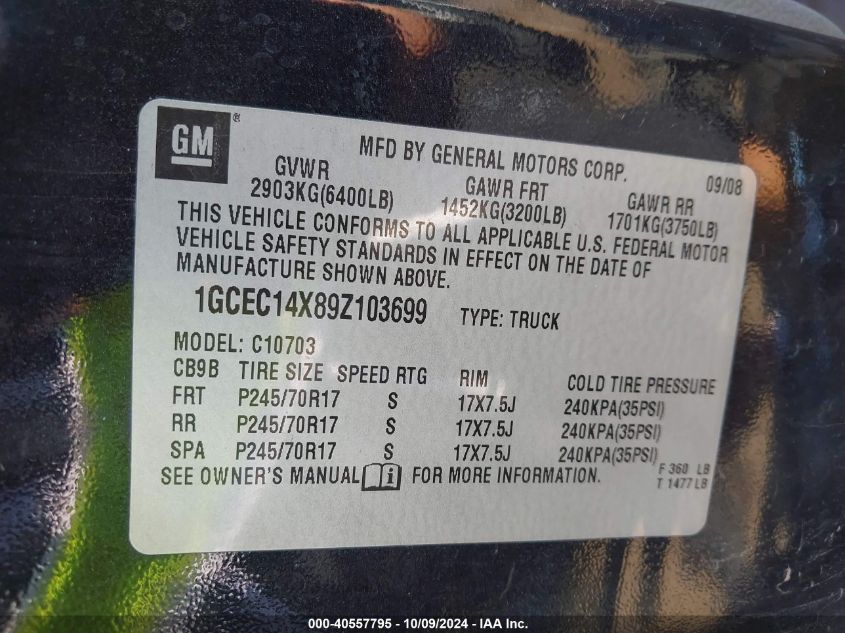 GM ®
MFD BY GENERAL MOTORS CORP. 09/08
GVWR GAWR FRT GAWR RR
2903KG(6400LB) 1452KG(3200LB) 1701KG(3750LB)
THIS VEHICLE CONFORMS TO ALL APPLICABLE U.S. FEDERAL MOTOR
VEHICLE SAFETY STANDARDS IN EFFECT ON THE DATE OF
MANUFACTURE SHOWN ABOVE.
1GCEC14X89Z103699 TYPE: TRUCK
MODEL: C10703
CB9B TIRE SIZE SPEED RTG RIM COLD TIRE PRESSURE
FRT P245/70R17 S 17X7.5J 240KPA(35PSI)
RR P245/70R17 S 17X7.5J 240KPA(35PSI)
SPA P245/70R17 S 17X7.5J 240KPA(35PSI)
SEE OWNER'S MANUAL i FOR MORE INFORMATION.
F 360 LB
T 1477 LB
000-40557795 - 10/09/2024 - IAA Inc.